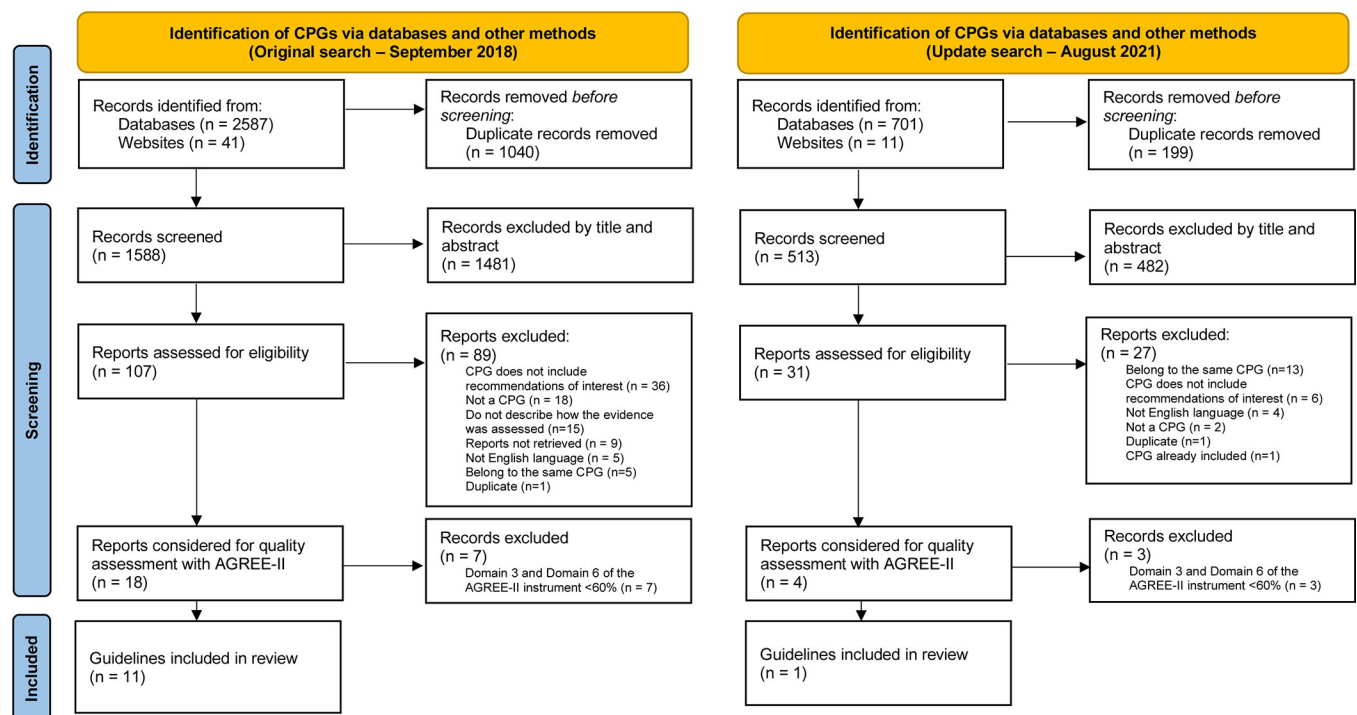 Identification of CPGs via databases and other methods
(Original search – September 2018)
Identification
Records identified from:
Databases (n = 2587)
Websites (n = 41)
Records removed before
screening:
Duplicate records removed
(n = 1040)
Screening
Records screened
(n = 1588)
Records excluded by title and
abstract
(n = 1481)
Reports assessed for eligibility
(n = 107)
Reports excluded:
(n = 89)
CPG does not include
recommendations of interest (n = 36)
Not a CPG (n = 18)
Do not describe how the evidence
was assessed (n=15)
Reports not retrieved (n = 9)
Not English language (n = 5)
Belong to the same CPG (n=5)
Duplicate (n=1)
Reports considered for quality
assessment with AGREE-II
(n = 18)
Records excluded
(n = 7)
Domain 3 and Domain 6 of the
AGREE-II instrument <60% (n = 7)
Included
Guidelines included in review
(n = 11)
Identification of CPGs via databases and other methods
(Update search – August 2021)
Records identified from:
Databases (n = 701)
Websites (n = 11)
Records removed before
screening:
Duplicate records removed
(n = 199)
Records screened
(n = 513)
Records excluded by title and
abstract
(n = 482)
Reports assessed for eligibility
(n = 31)
Reports excluded:
(n = 27)
Belong to the same CPG (n=13)
CPG does not include
recommendations of interest (n = 6)
Not English language (n = 4)
Not a CPG (n = 2)
Duplicate (n=1)
CPG already included (n=1)
Reports considered for quality
assessment with AGREE-II
(n = 4)
Records excluded
(n = 3)
Domain 3 and Domain 6 of the
AGREE-II instrument <60% (n = 3)
Guidelines included in review
(n = 1)